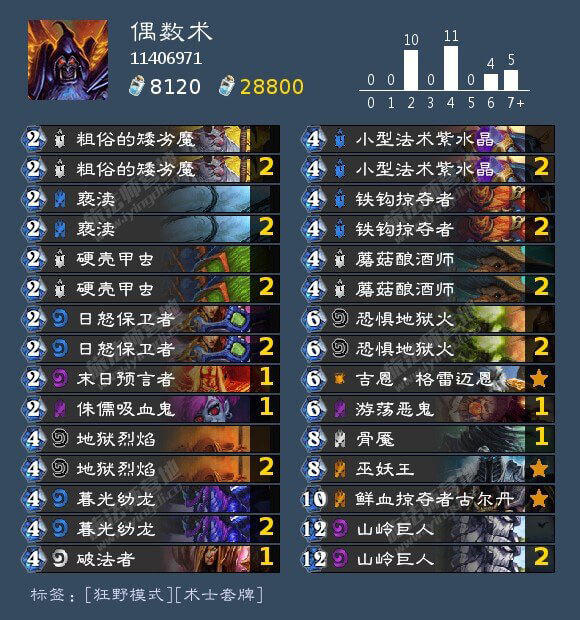 偶数术
11406971
8120 28800
0 0 10 0 11 0 4 5
0 1 2 3 4 5 6 7+
2 粗俗的矮劣魔
2 粗俗的矮劣魔 2
2 亵渎
2 亵渎 2
2 硬壳甲虫
2 硬壳甲虫 2
2 日怒保卫者
2 日怒保卫者 2
2 末日预言者 1
2 侏儒吸血鬼 1
4 地狱烈焰
4 地狱烈焰 2
4 暮光幼龙
4 暮光幼龙 2
4 破法者 1
4 小型法术紫水晶
4 小型法术紫水晶 2
4 铁钩掠夺者
4 铁钩掠夺者 2
4 蘑菇酿酒师
4 蘑菇酿酒师 2
6 恐惧地狱火
6 恐惧地狱火 2
6 吉恩·格雷迈恩
6 游荡恶鬼 1
8 骨魇 1
8 巫妖王
10 鲜血掠夺者古尔丹
12 山岭巨人
12 山岭巨人 2
标签：[狂野模式][术士套牌]